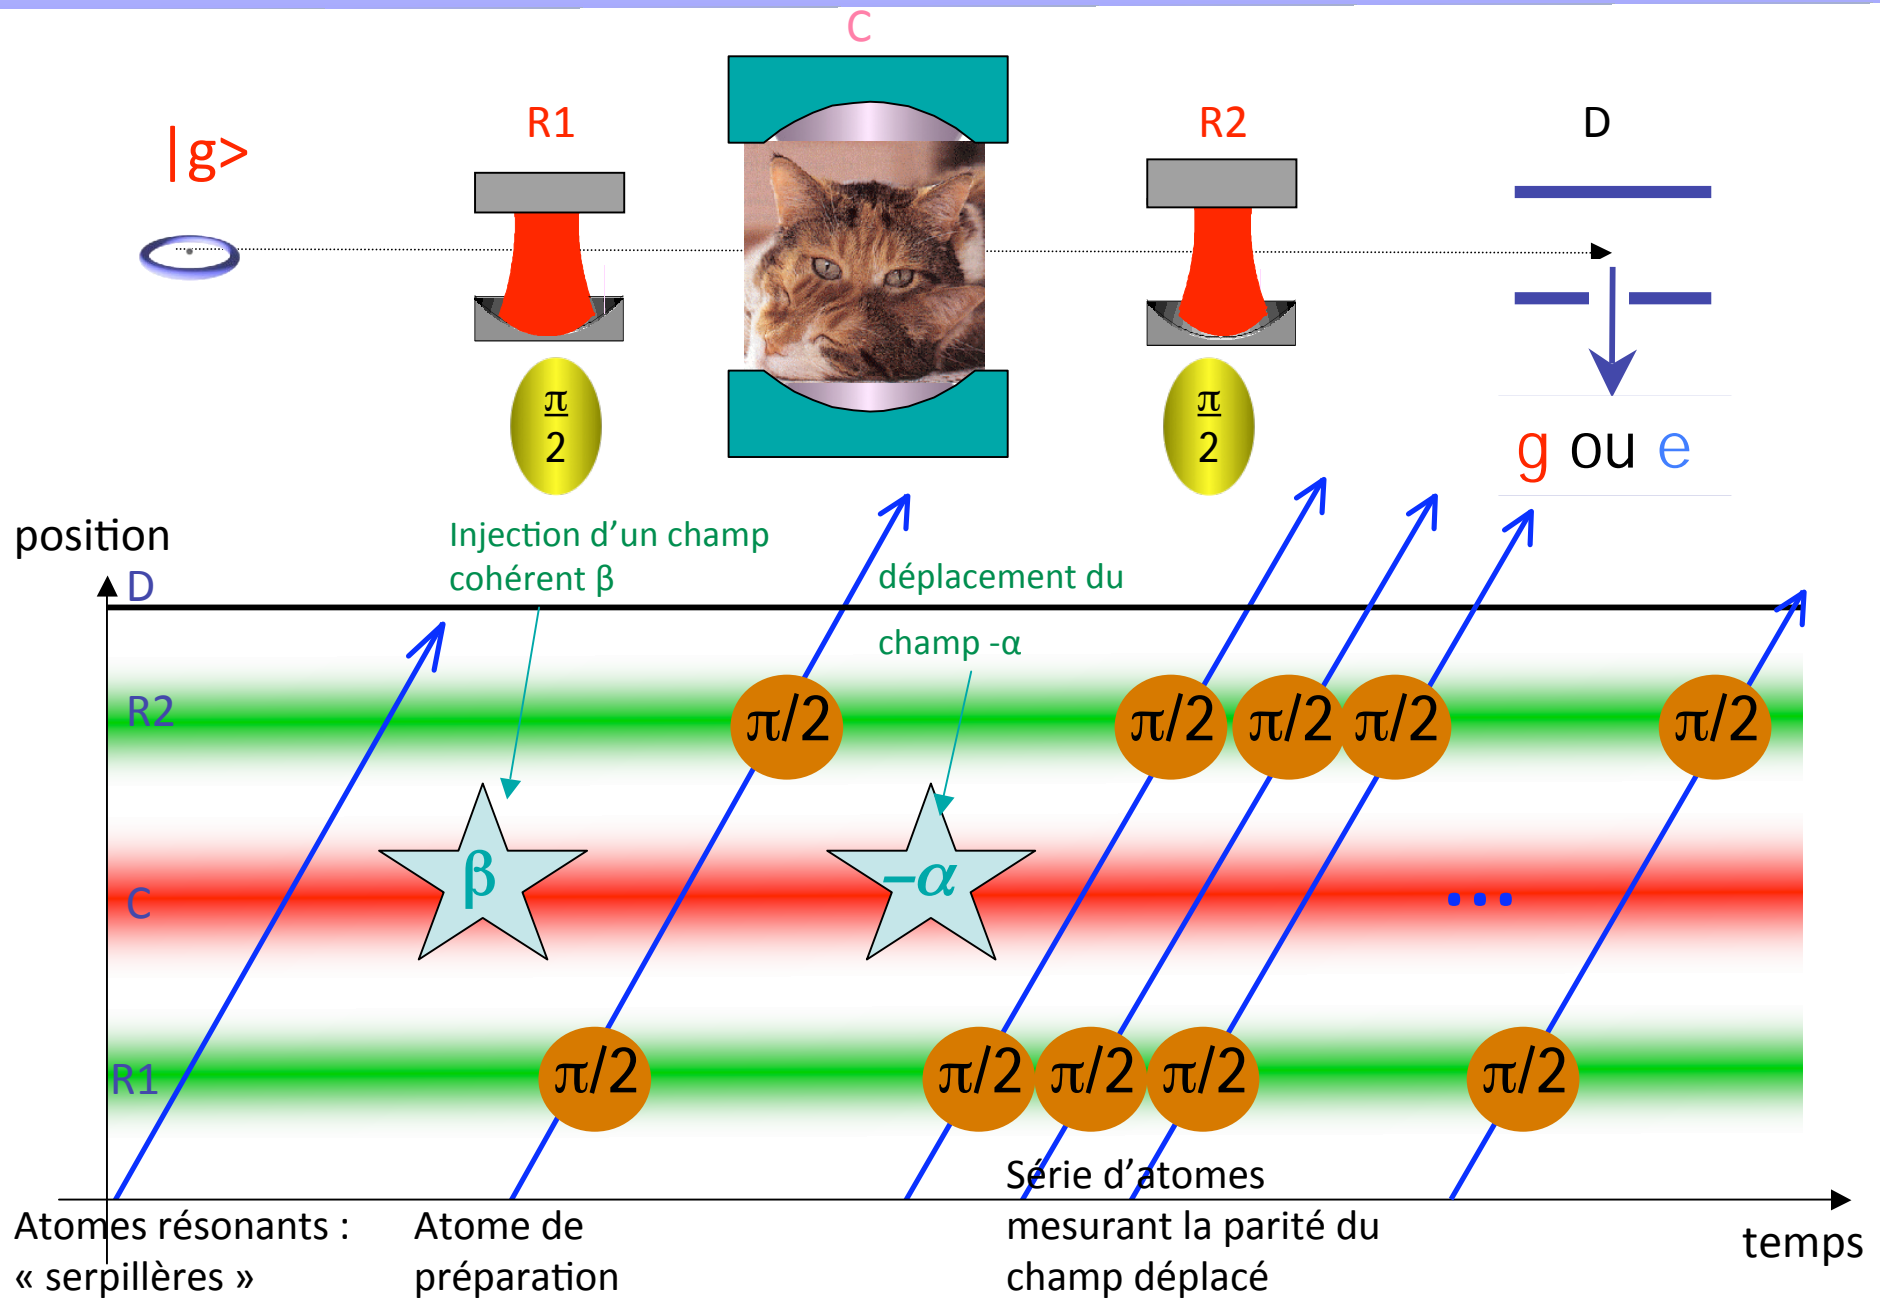 C
R1
R2
D
|g>
π
2
π
2
g ou e
position
Injection d’un champ
cohérent β
déplacement du
champ -α
D
R2
π/2
π/2
π/2
π/2
π/2
β
–α
C
...
R1
π/2
π/2
π/2
π/2
π/2
Série d’atomes
mesurant la parité du
champ déplacé
Atomes résonants :
« serpillères »
Atome de
préparation
temps